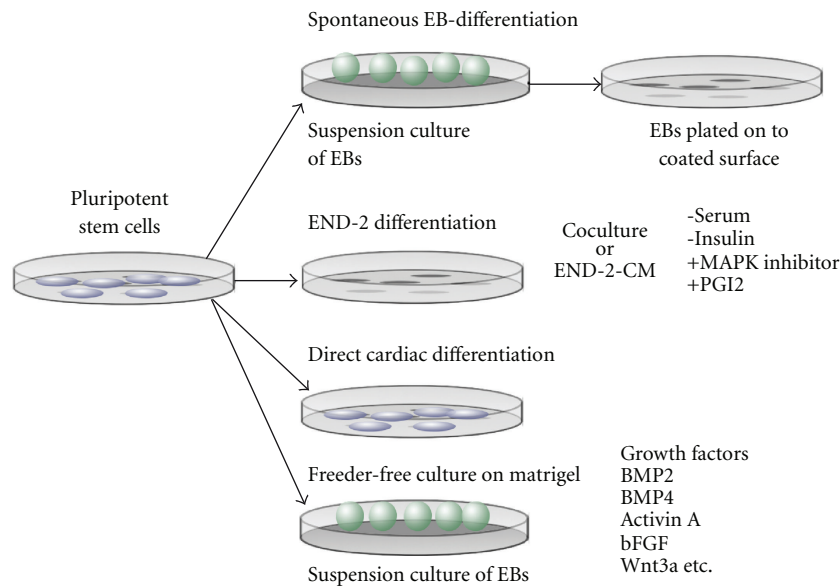 Spontaneous EB-differentiation
Suspension culture
of EBs
EBs plated on to
coated surface
Pluripotent
stem cells
END-2 differentiation
Coculture
or
END-2-CM
-Serum
-Insulin
+MAPK inhibitor
+PGI2
Direct cardiac differentiation
Freeder-free culture on matrigel
Suspension culture of EBs
Growth factors
BMP2
BMP4
Activin A
bFGF
Wnt3a etc.